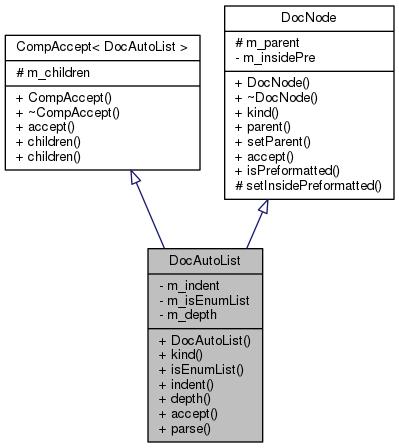 CompAccept< DocAutoList >
# m_children
+ CompAccept()
+ ~CompAccept()
+ accept()
+ children()
+ children()
DocNode
# m_parent
- m_insidePre
+ DocNode()
+ ~DocNode()
+ kind()
+ parent()
+ setParent()
+ accept()
+ isPreformatted()
# setInsidePreformatted()
DocAutoList
- m_indent
- m_isEnumList
- m_depth
+ DocAutoList()
+ kind()
+ isEnumList()
+ indent()
+ depth()
+ accept()
+ parse()